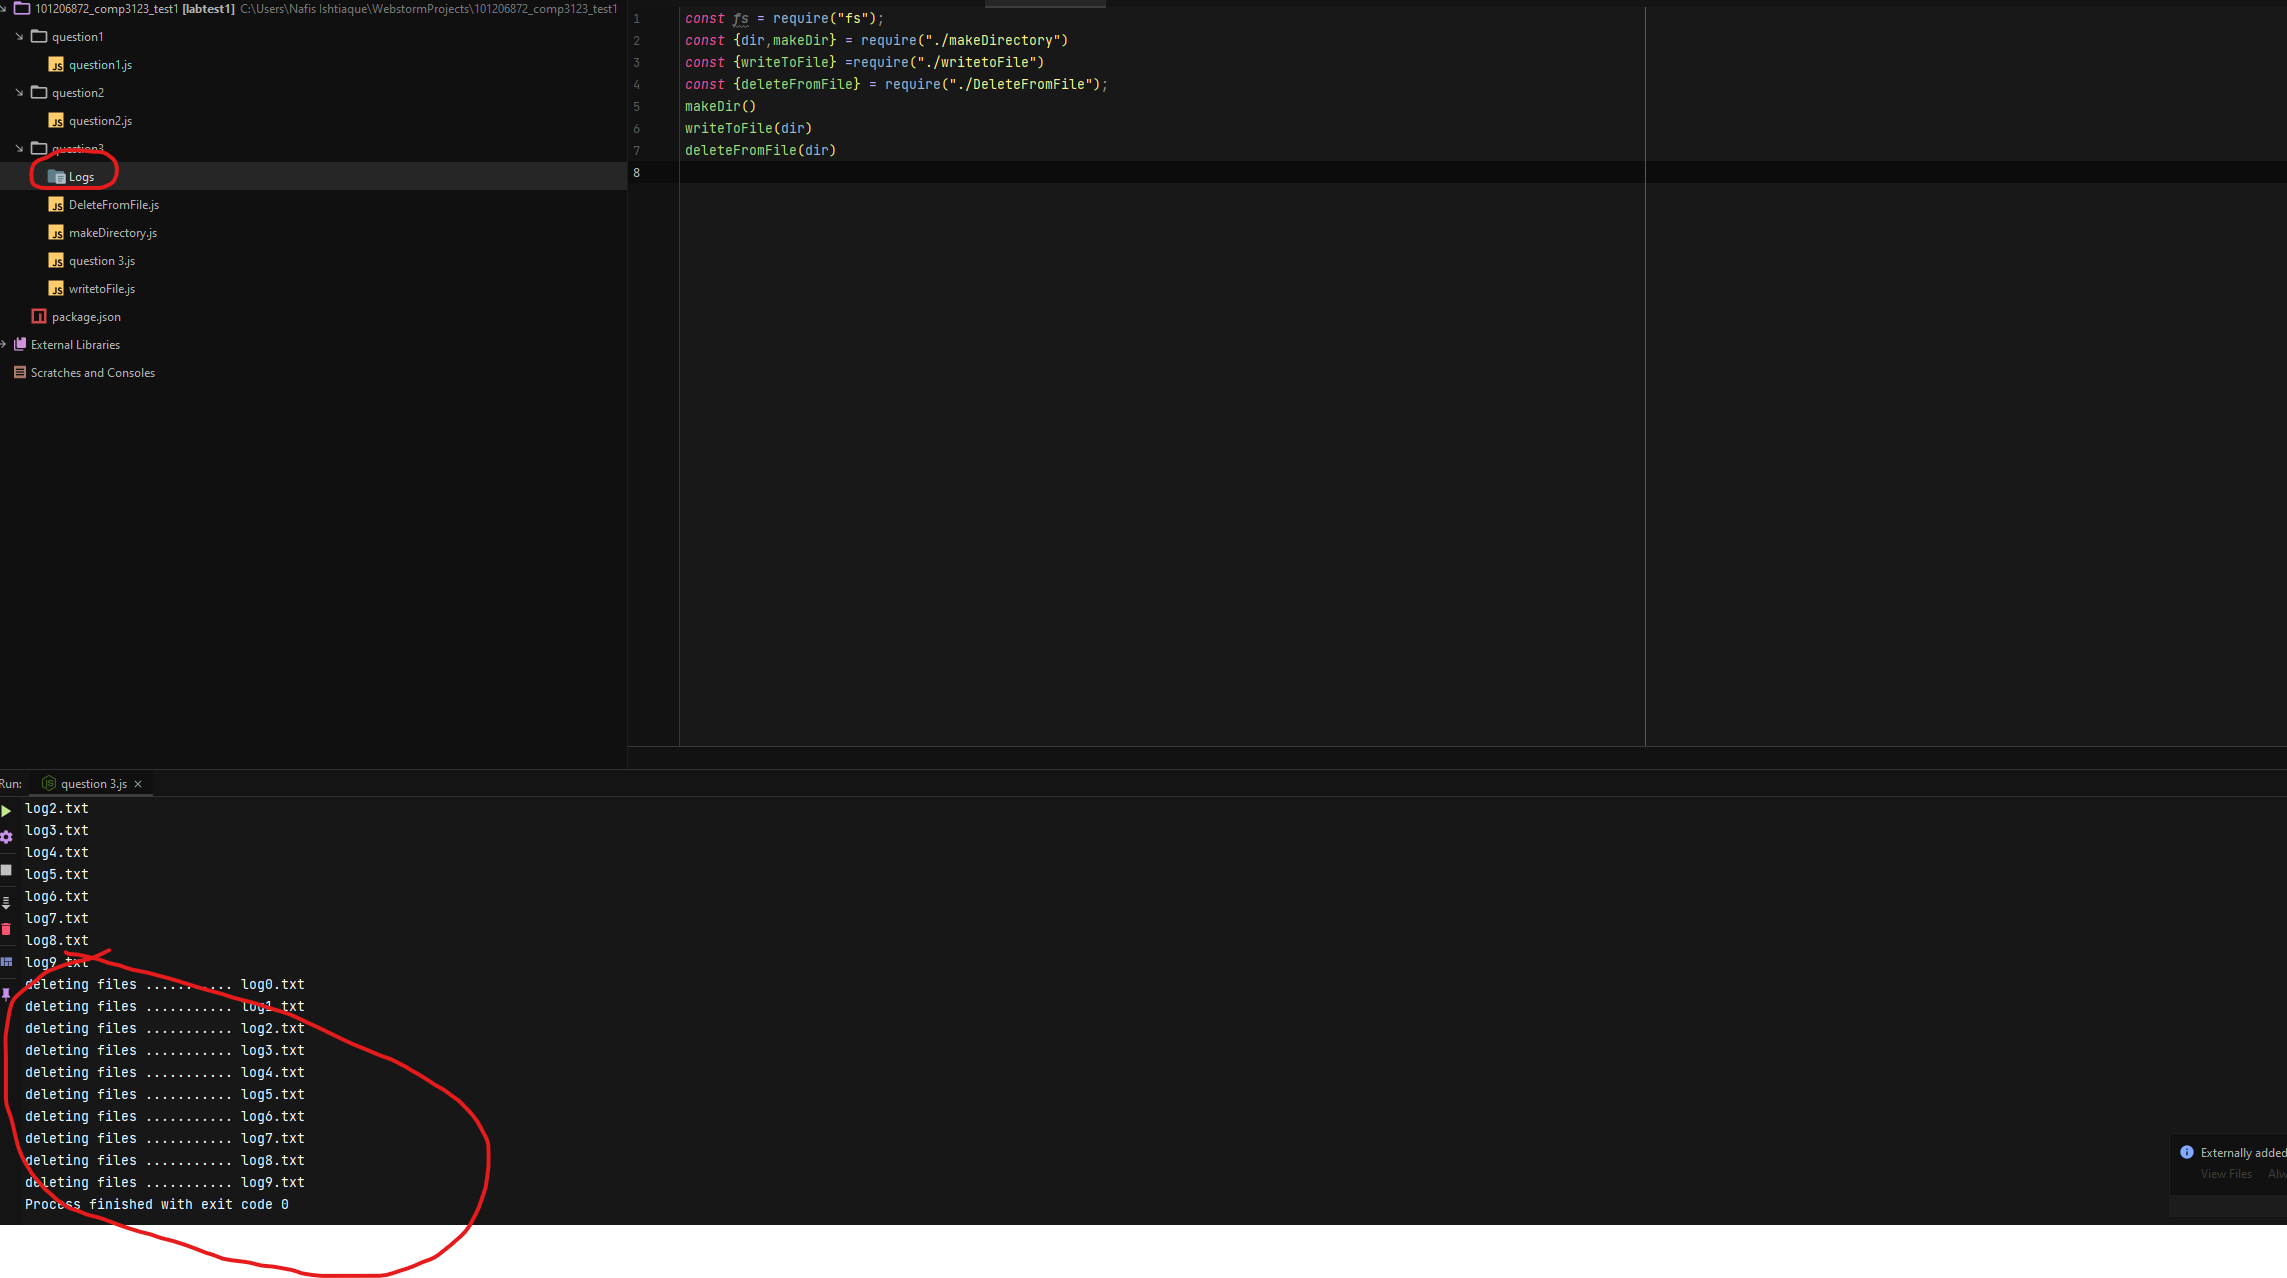 101206872_comp3123_test1 [labtest1] C:\Users\Nafis Ishtiaque\WebstormProjects\101206872_comp3123_test1
question1
question1.js
question2
question2.js
question3
Logs
DeleteFromFile.js
makeDirectory.js
question 3.js
writetoFile.js
package.json
External Libraries
Scratches and Consoles
1 const fs = require("fs");
2 const {dir,makeDir} = require("./makeDirectory")
3 const {writeToFile} =require("./writetoFile")
4 const {deleteFromFile} = require("./DeleteFromFile");
5 makeDir()
6 writeToFile(dir)
7 deleteFromFile(dir)
8
Run: question 3.js
log2.txt
log3.txt
log4.txt
log5.txt
log6.txt
log7.txt
log8.txt
log9.txt
deleting files ........... log0.txt
deleting files ........... log1.txt
deleting files ........... log2.txt
deleting files ........... log3.txt
deleting files ........... log4.txt
deleting files ........... log5.txt
deleting files ........... log6.txt
deleting files ........... log7.txt
deleting files ........... log8.txt
deleting files ........... log9.txt
Process finished with exit code 0
Externally added
View Files Alw